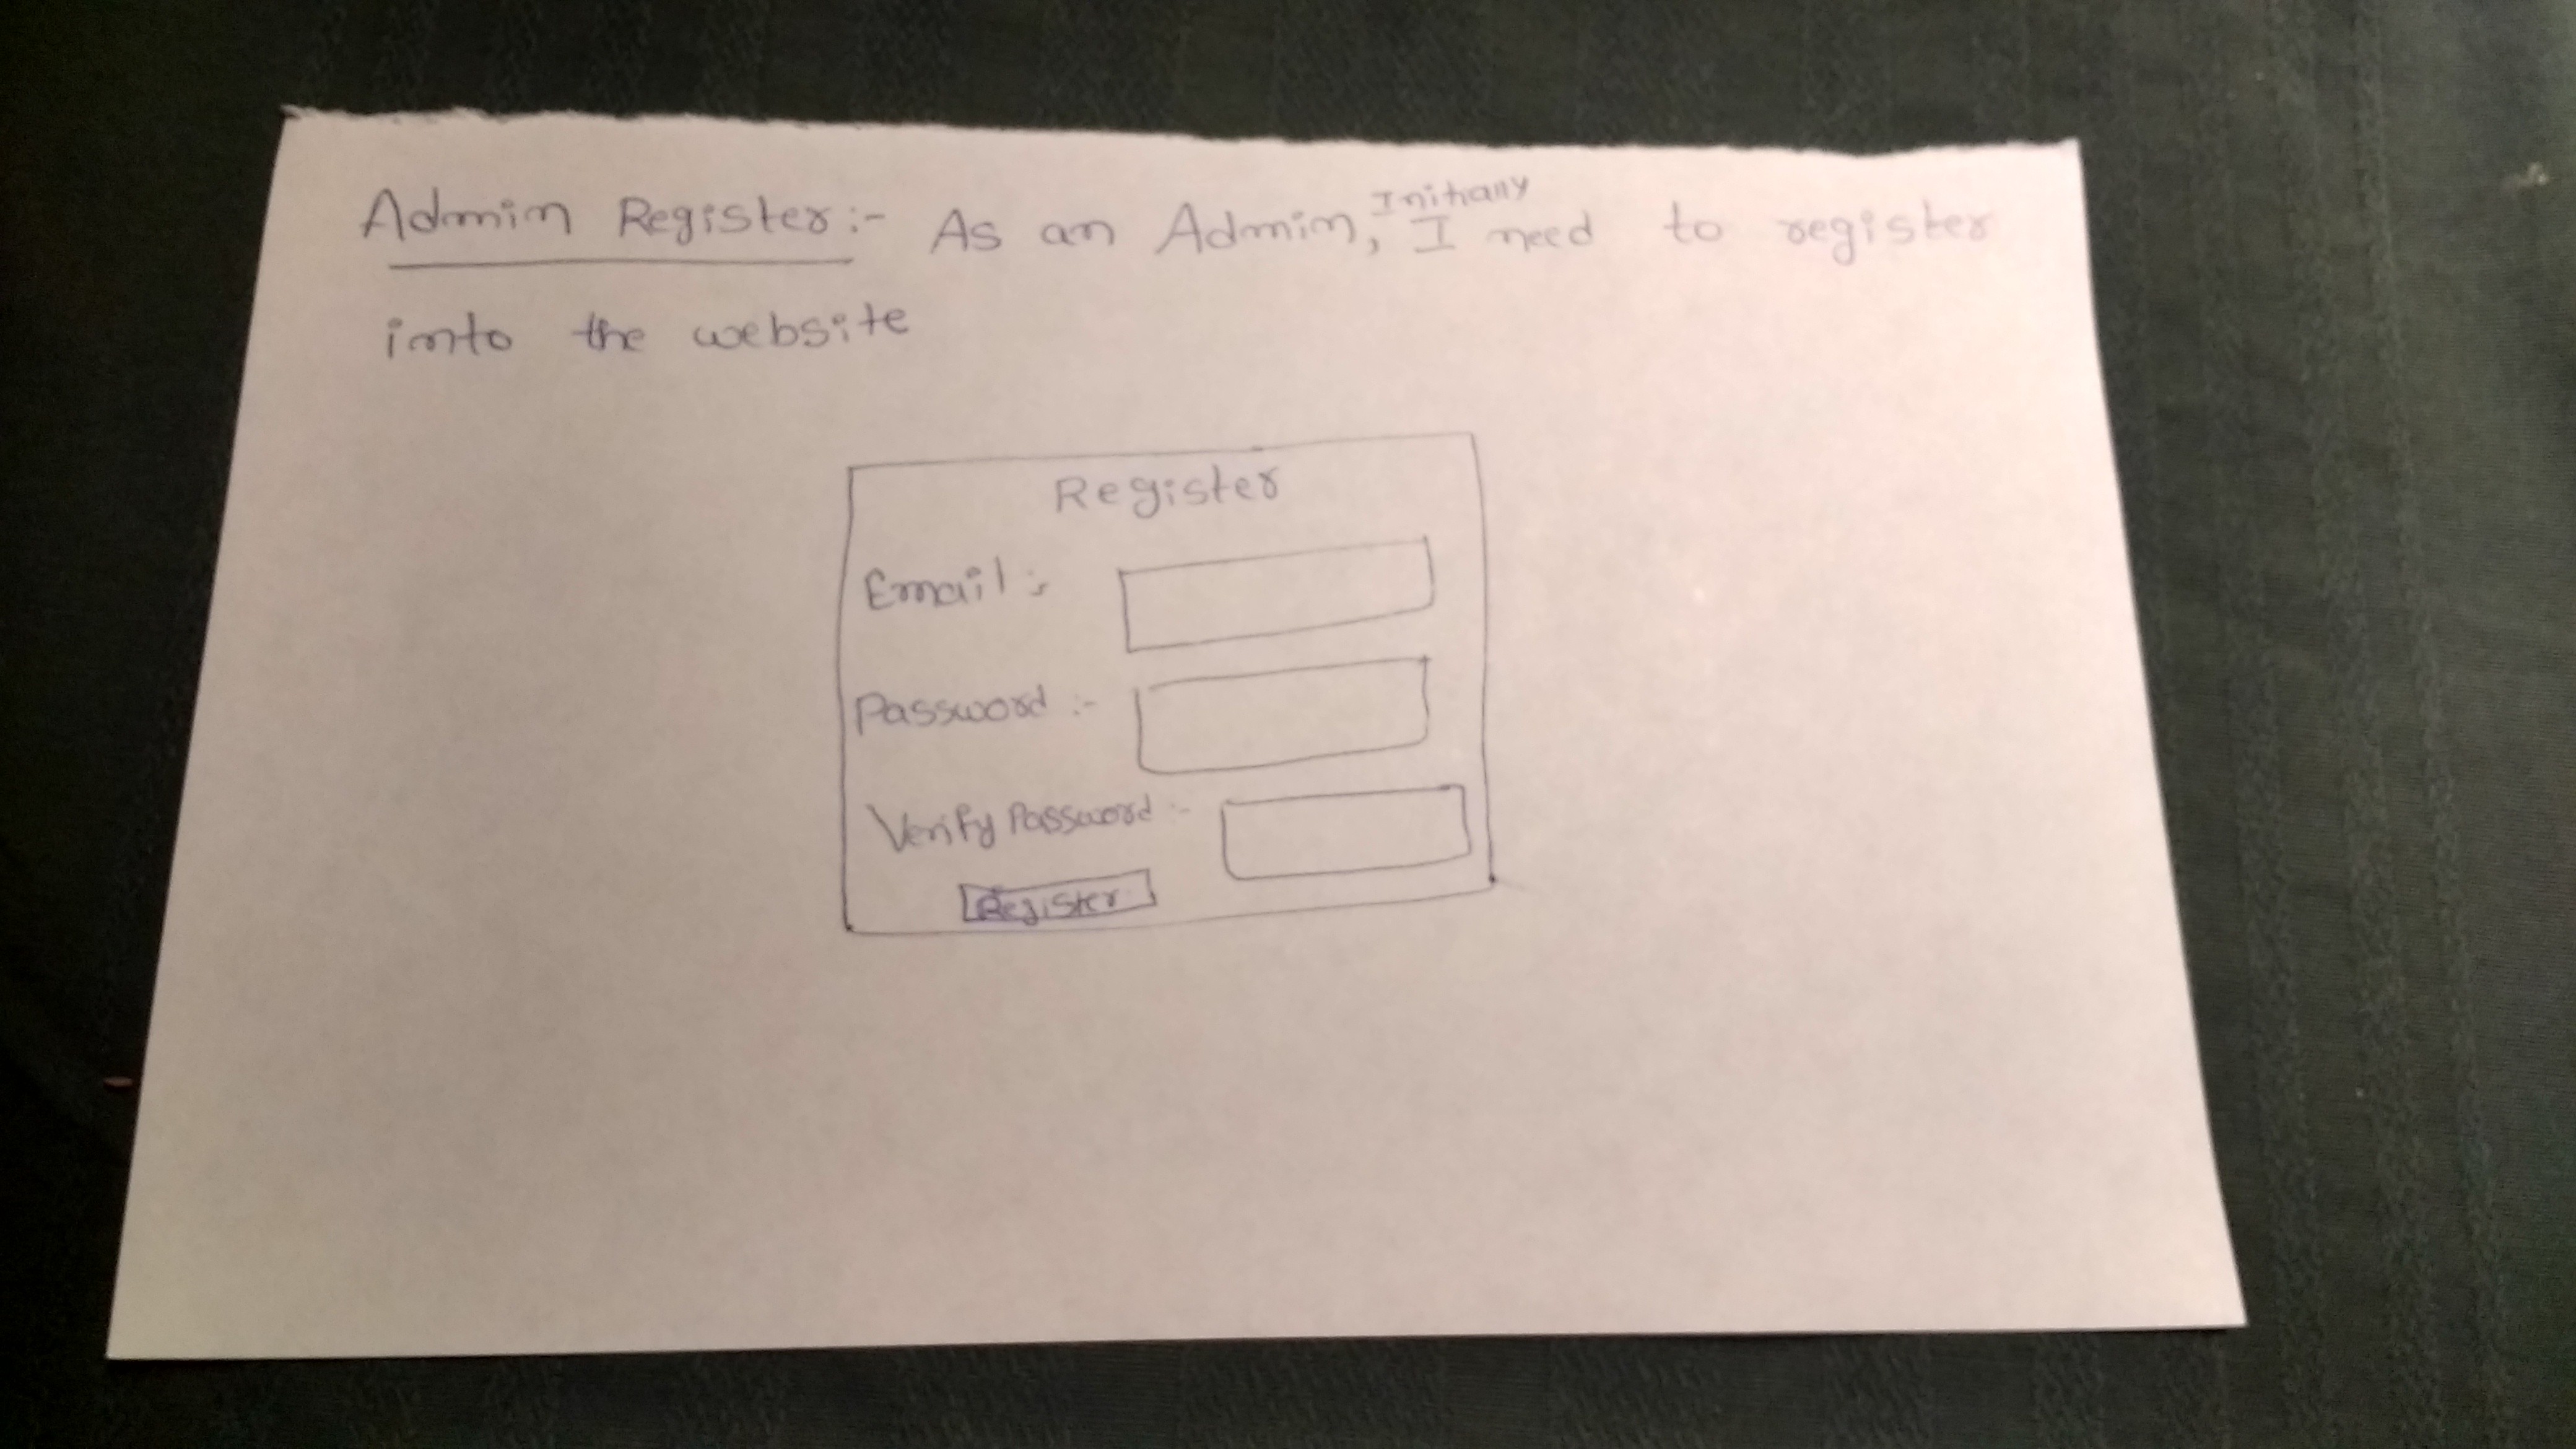 Admin Register:- As an Admin, Initially I need to register
into the website
Register
Email :-
Password :-
Verify Password :-
Register